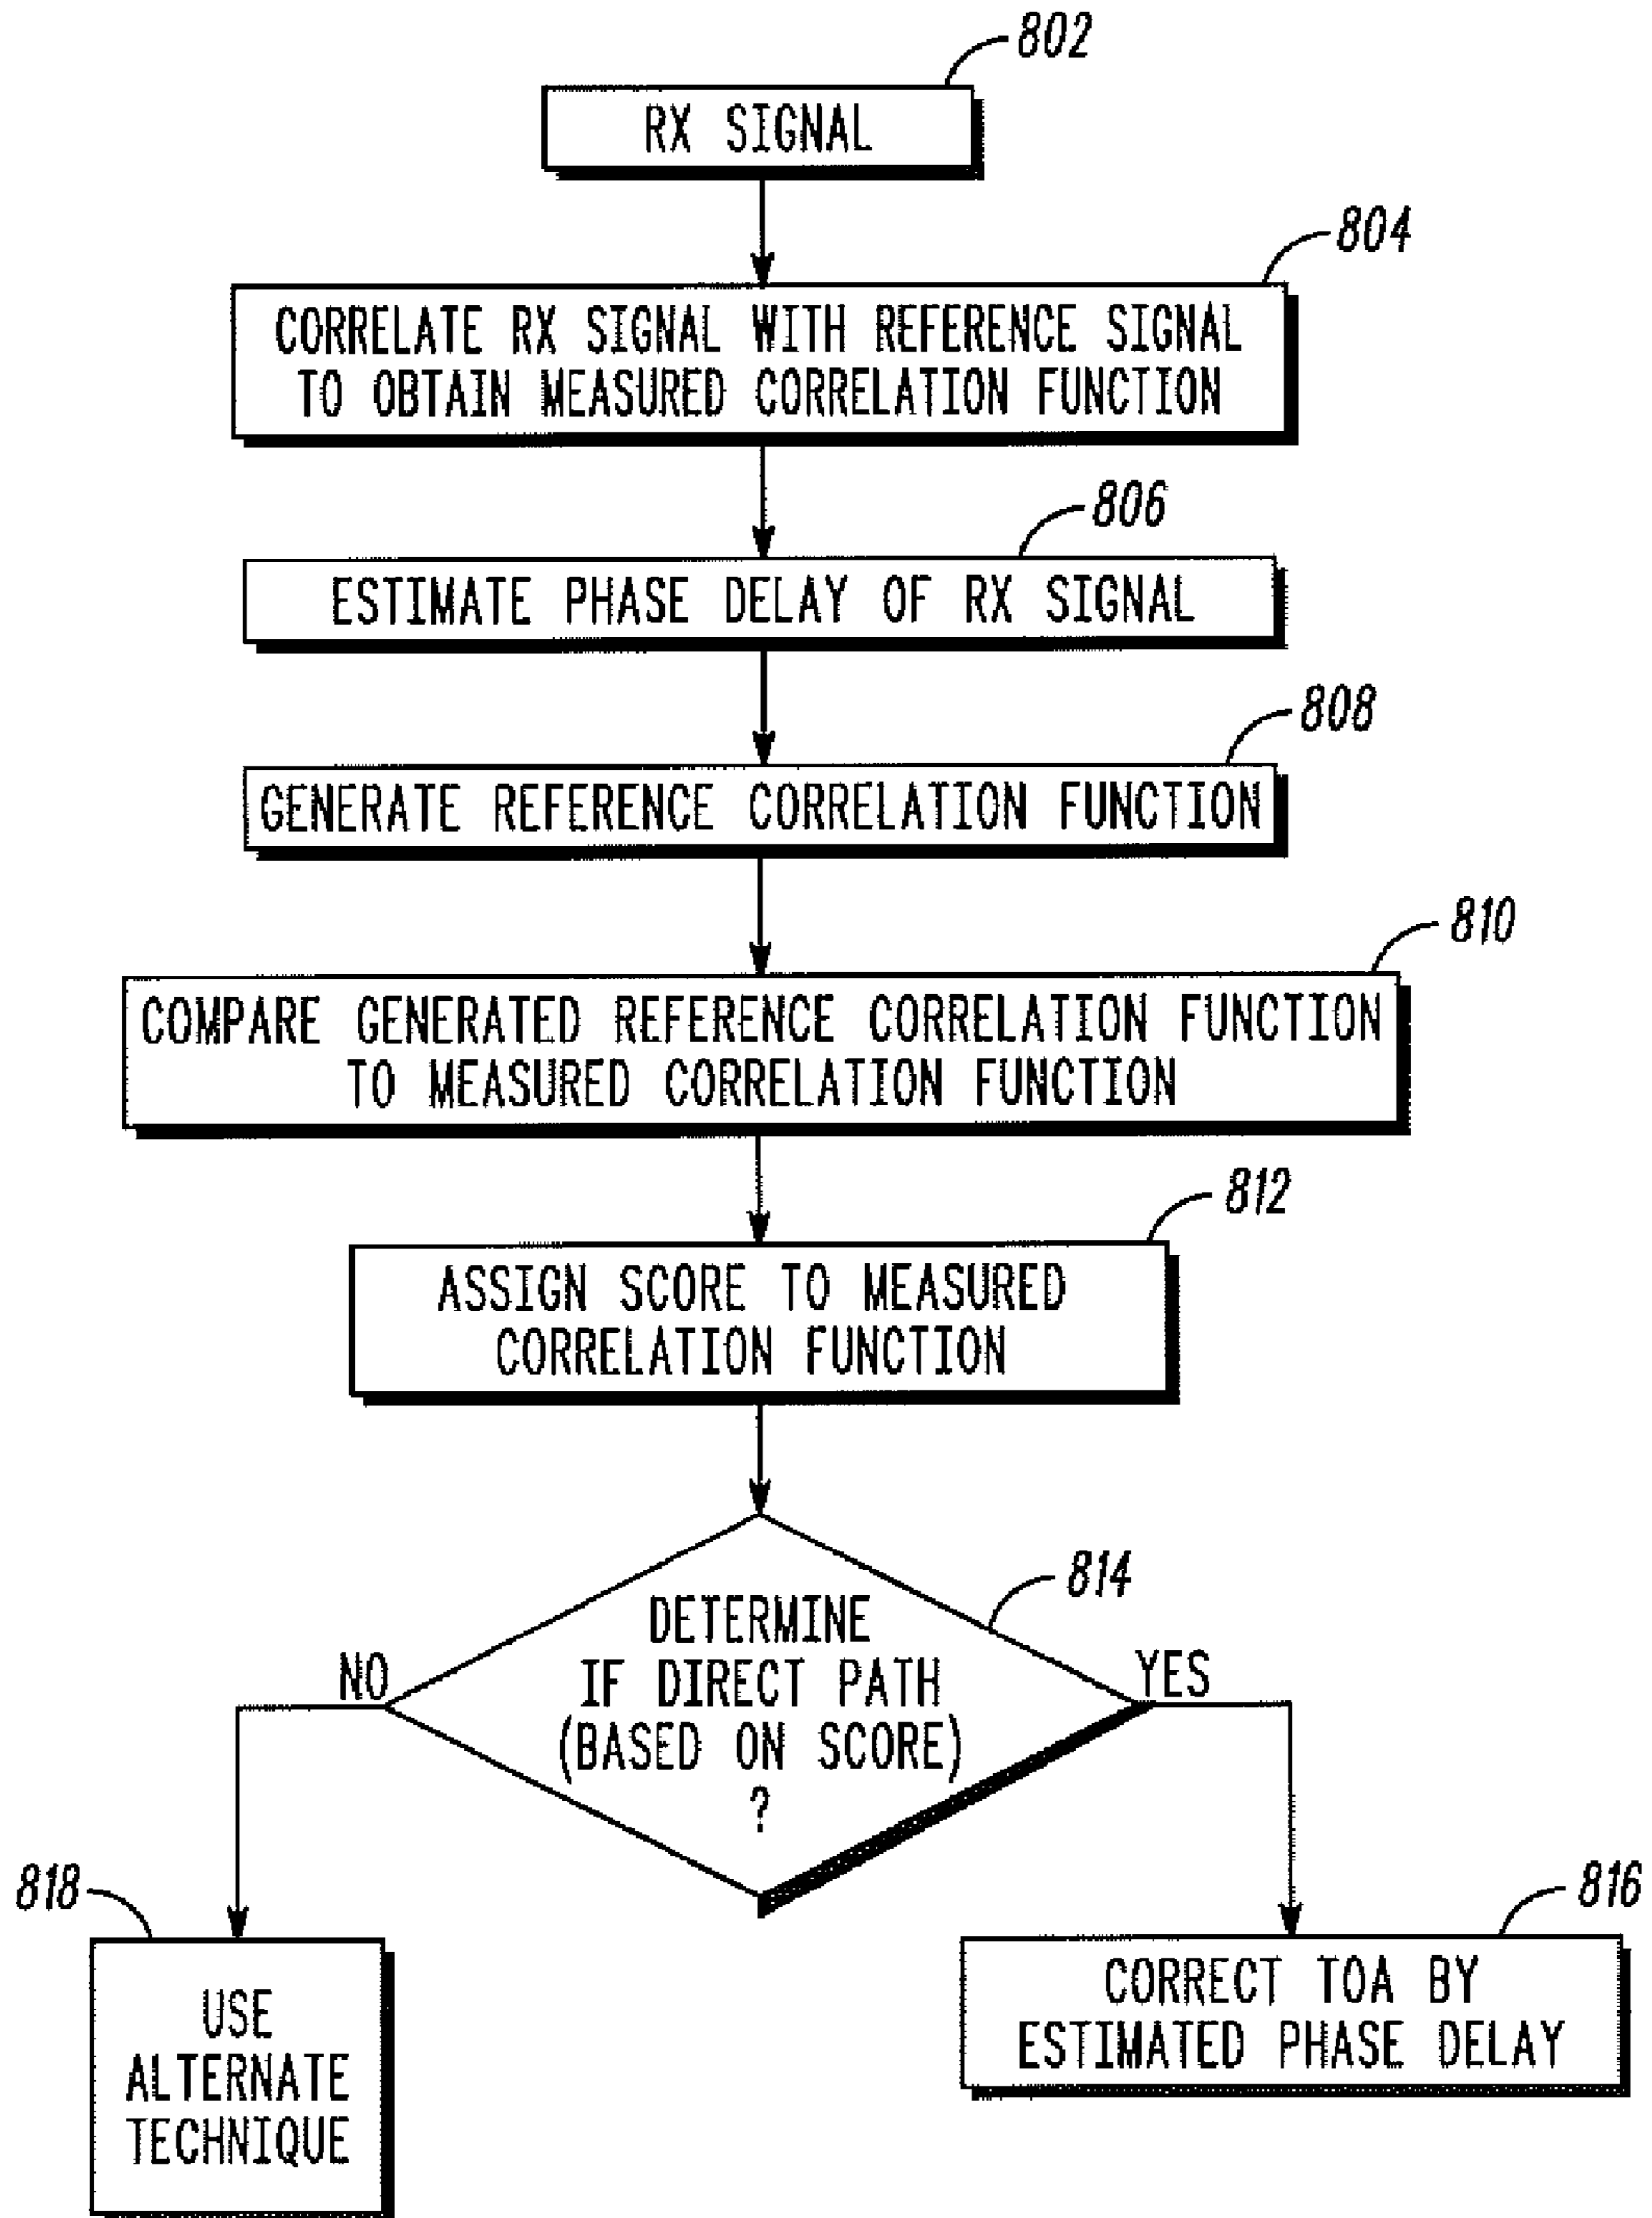 802
RX SIGNAL
804
CORRELATE RX SIGNAL WITH REFERENCE SIGNAL
TO OBTAIN MEASURED CORRELATION FUNCTION
806
ESTIMATE PHASE DELAY OF RX SIGNAL
808
GENERATE REFERENCE CORRELATION FUNCTION
810
COMPARE GENERATED REFERENCE CORRELATION FUNCTION
TO MEASURED CORRELATION FUNCTION
812
ASSIGN SCORE TO MEASURED
CORRELATION FUNCTION
814
DETERMINE
IF DIRECT PATH
(BASED ON SCORE)
?
NO
YES
818
USE
ALTERNATE
TECHNIQUE
816
CORRECT TOA BY
ESTIMATED PHASE DELAY